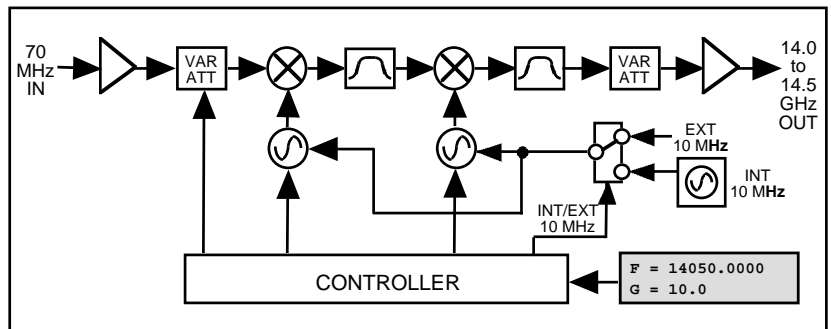 70
MHz
IN
VAR
ATT
VAR
ATT
14.0
to
14.5
GHz
OUT
EXT
10 MHz
INT
10 MHz
INT/EXT
10 MHz
CONTROLLER
F = 14050.0000
G = 10.0